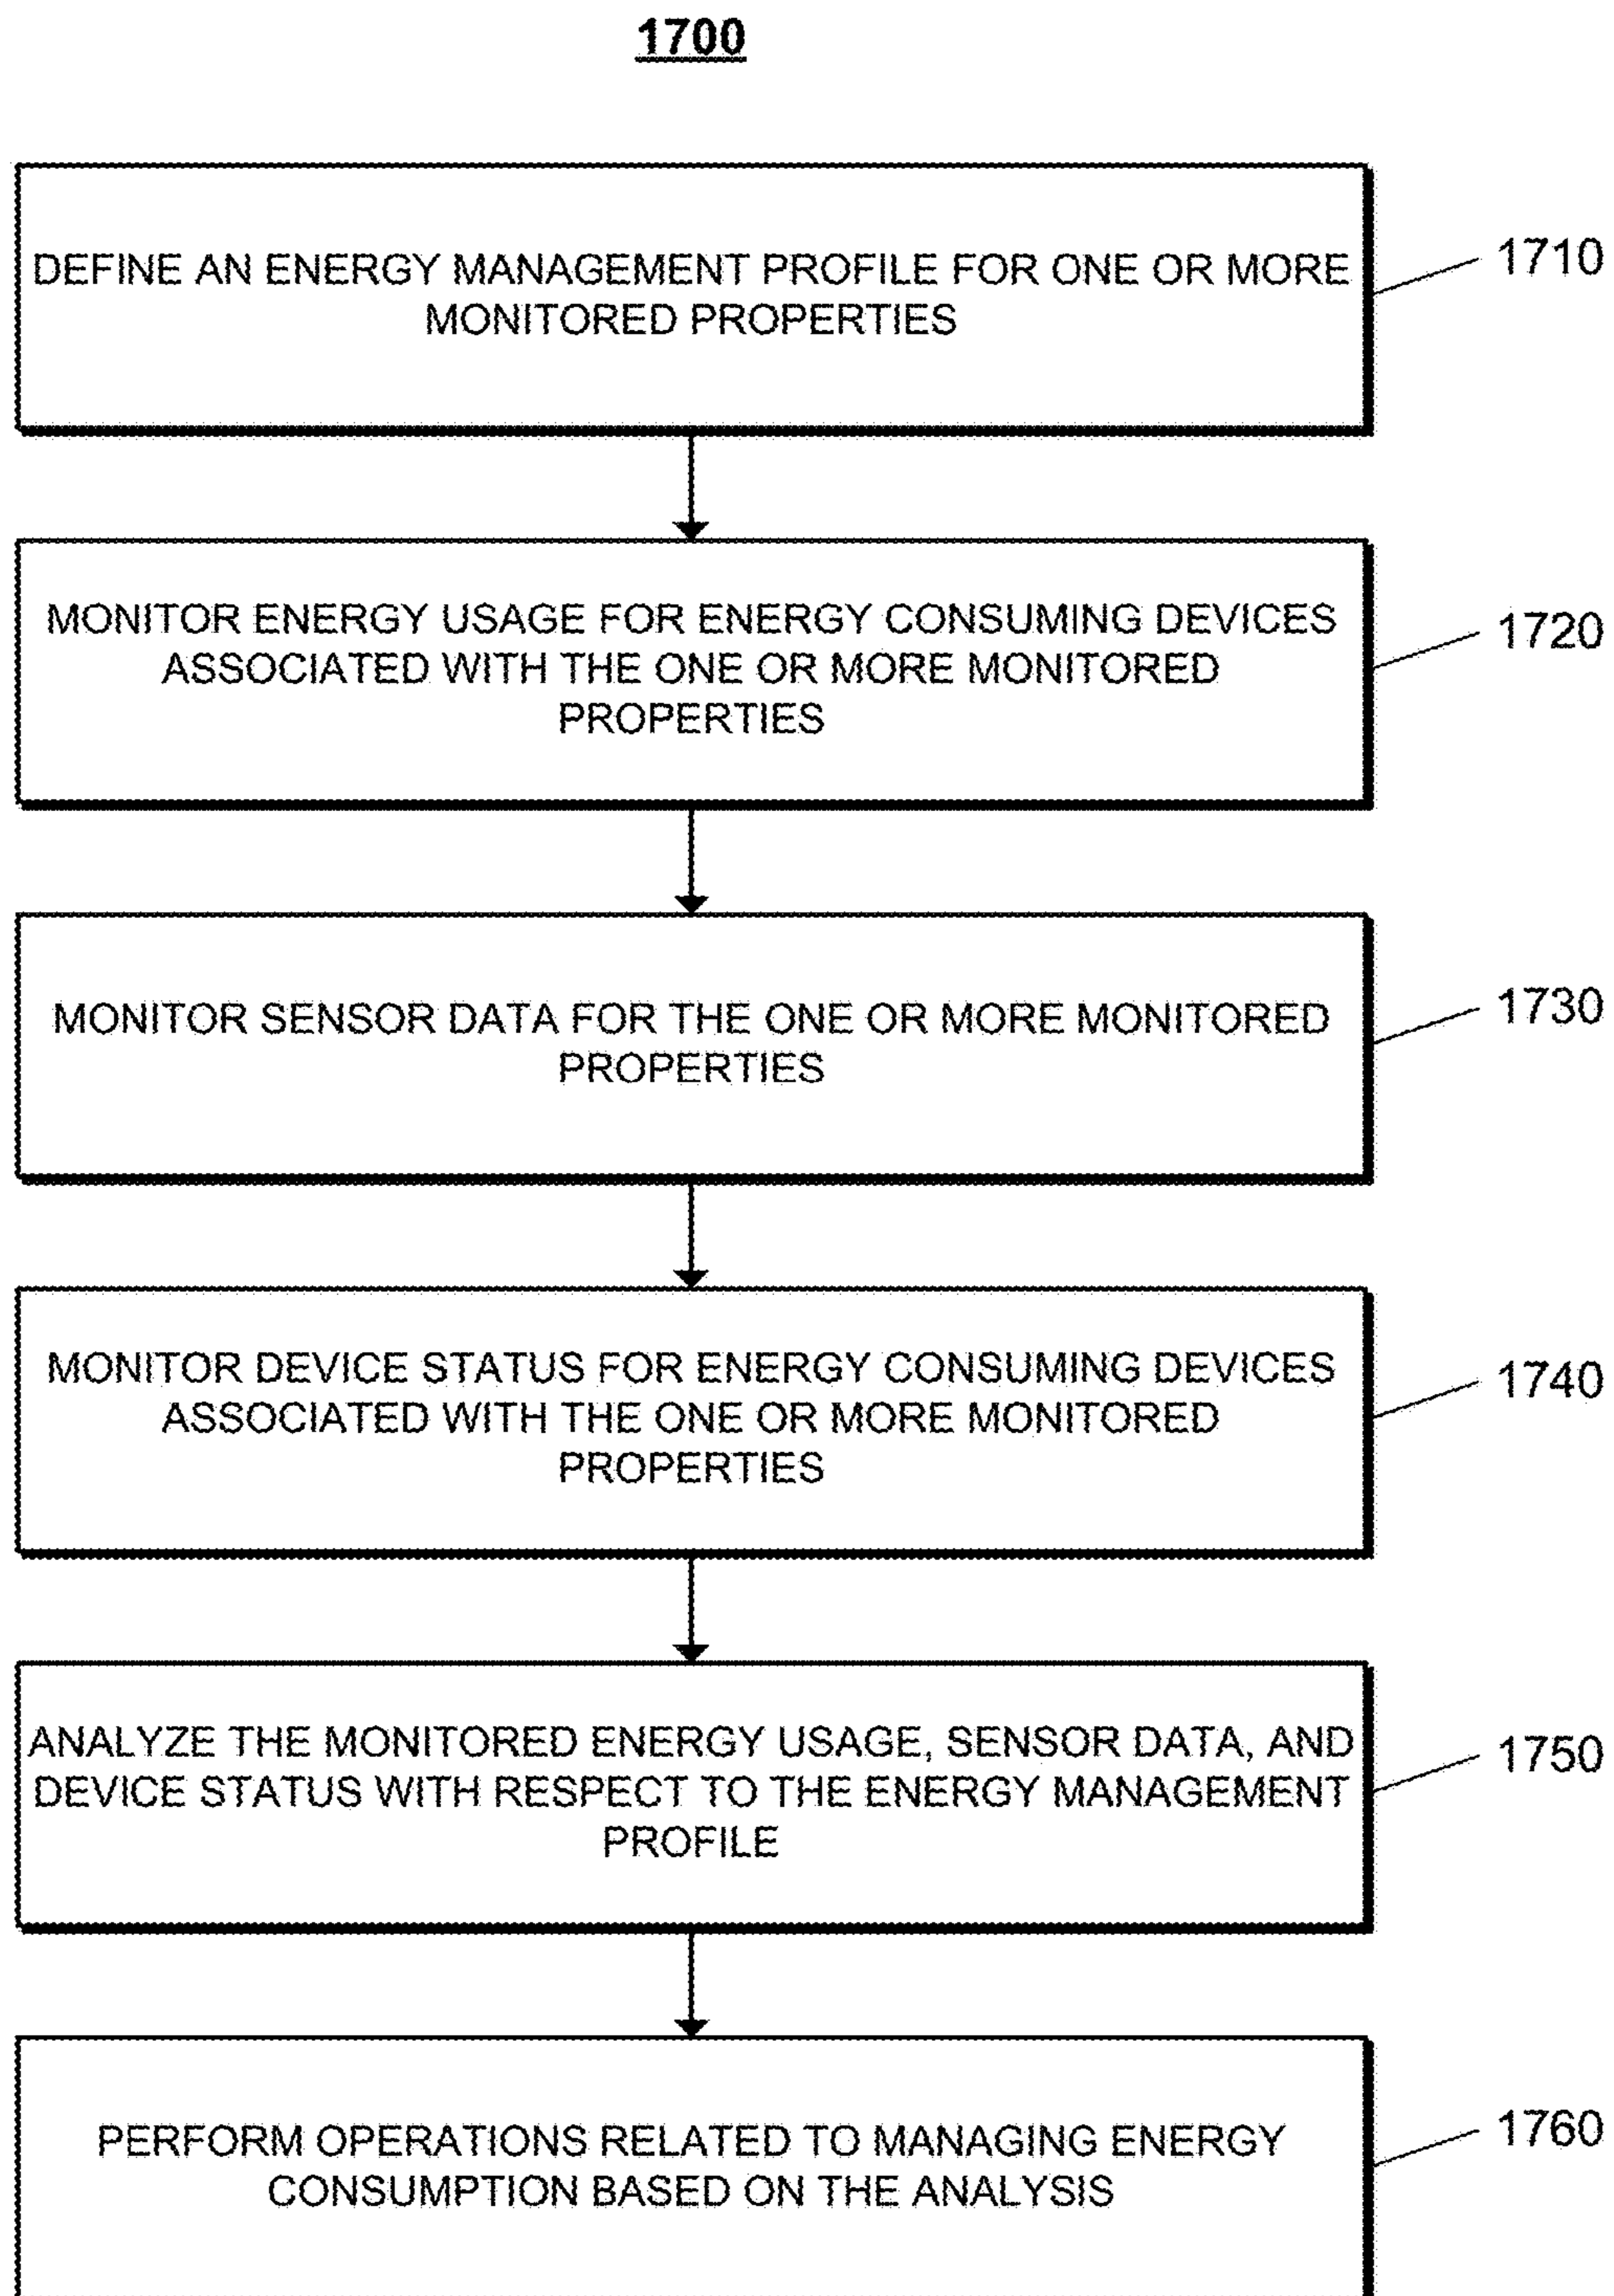 1700
DEFINE AN ENERGY MANAGEMENT PROFILE FOR ONE OR MORE
MONITORED PROPERTIES
1710
MONITOR ENERGY USAGE FOR ENERGY CONSUMING DEVICES
ASSOCIATED WITH THE ONE OR MORE MONITORED
PROPERTIES
1720
MONITOR SENSOR DATA FOR THE ONE OR MORE MONITORED
PROPERTIES
1730
MONITOR DEVICE STATUS FOR ENERGY CONSUMING DEVICES
ASSOCIATED WITH THE ONE OR MORE MONITORED
PROPERTIES
1740
ANALYZE THE MONITORED ENERGY USAGE, SENSOR DATA, AND
DEVICE STATUS WITH RESPECT TO THE ENERGY MANAGEMENT
PROFILE
1750
PERFORM OPERATIONS RELATED TO MANAGING ENERGY
CONSUMPTION BASED ON THE ANALYSIS
1760